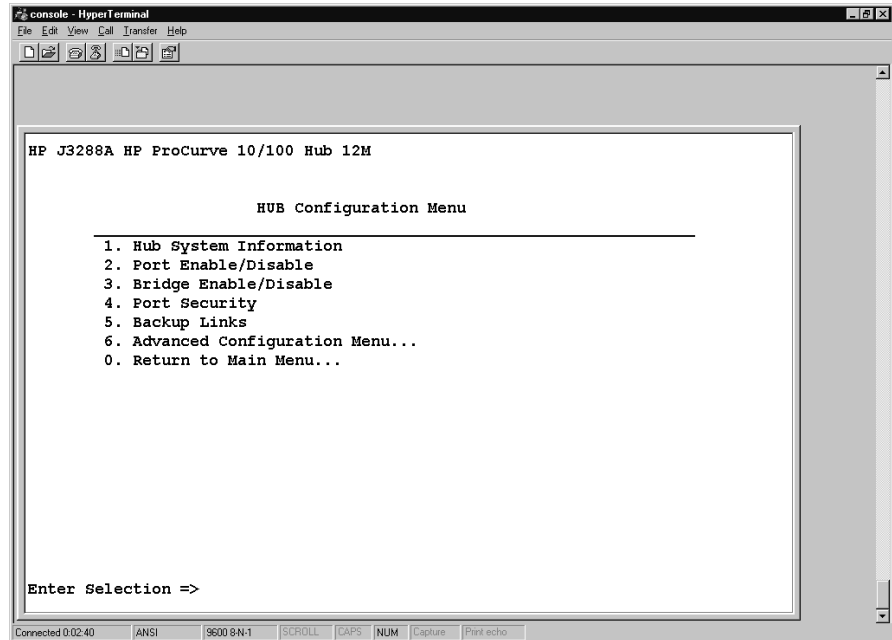 console - HyperTerminal
File Edit View Call Transfer Help
HP J3288A HP ProCurve 10/100 Hub 12M
HUB Configuration Menu
1. Hub System Information
2. Port Enable/Disable
3. Bridge Enable/Disable
4. Port Security
5. Backup Links
6. Advanced Configuration Menu...
0. Return to Main Menu...
Enter Selection =>
Connected 0:02:40 ANSI 9600 8-N-1 SCROLL CAPS NUM Capture Print echo